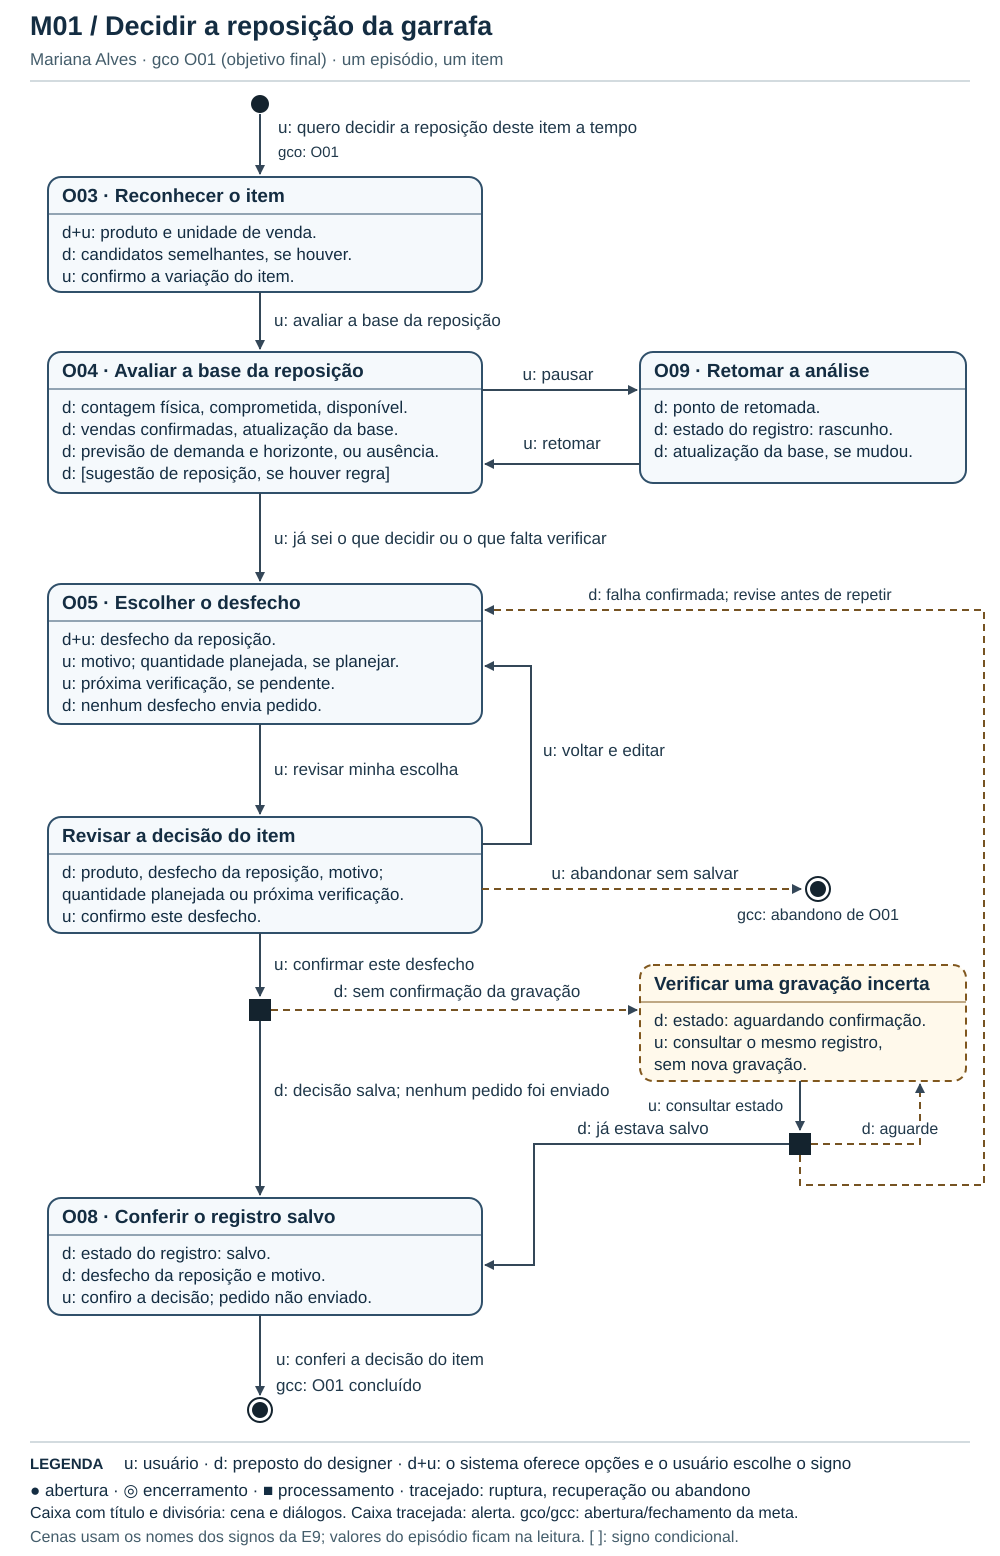 M01 / Decidir a reposição da garrafa
Mariana Alves · gco O01 (objetivo final) · um episódio, um item
u: quero decidir a reposição deste item a tempo
gco: O01
O03 · Reconhecer o item
d+u: produto e unidade de venda.
d: candidatos semelhantes, se houver.
u: confirmo a variação do item.
u: avaliar a base da reposição
O04 · Avaliar a base da reposição
d: contagem física, comprometida, disponível.
d: vendas confirmadas, atualização da base.
d: previsão de demanda e horizonte, ou ausência.
d: [sugestão de reposição, se houver regra]
u: pausar
u: retomar
O09 · Retomar a análise
d: ponto de retomada.
d: estado do registro: rascunho.
d: atualização da base, se mudou.
u: já sei o que decidir ou o que falta verificar
d: falha confirmada; revise antes de repetir
O05 · Escolher o desfecho
d+u: desfecho da reposição.
u: motivo; quantidade planejada, se planejar.
u: próxima verificação, se pendente.
d: nenhum desfecho envia pedido.
u: voltar e editar
u: revisar minha escolha
Revisar a decisão do item
d: produto, desfecho da reposição, motivo;
quantidade planejada ou próxima verificação.
u: confirmo este desfecho.
u: abandonar sem salvar
gcc: abandono de O01
u: confirmar este desfecho
d: sem confirmação da gravação
Verificar uma gravação incerta
d: estado: aguardando confirmação.
u: consultar o mesmo registro,
sem nova gravação.
d: decisão salva; nenhum pedido foi enviado
u: consultar estado
d: já estava salvo
d: aguarde
O08 · Conferir o registro salvo
d: estado do registro: salvo.
d: desfecho da reposição e motivo.
u: confiro a decisão; pedido não enviado.
u: conferi a decisão do item
gcc: O01 concluído
LEGENDA u: usuário · d: preposto do designer · d+u: o sistema oferece opções e o usuário escolhe o signo
● abertura · ◎ encerramento · ■ processamento · tracejado: ruptura, recuperação ou abandono
Caixa com título e divisória: cena e diálogos. Caixa tracejada: alerta. gco/gcc: abertura/fechamento da meta.
Cenas usam os nomes dos signos da E9; valores do episódio ficam na leitura. [ ]: signo condicional.